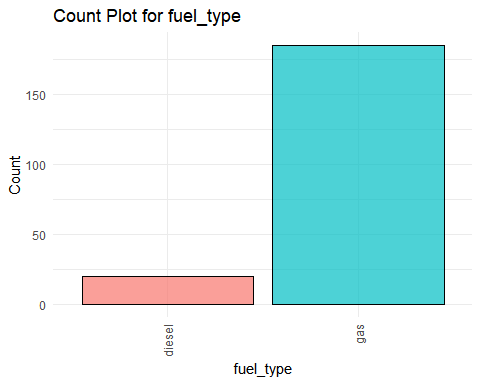 Count Plot for fuel_type
Count
150
100
50
0
diesel
gas
fuel_type